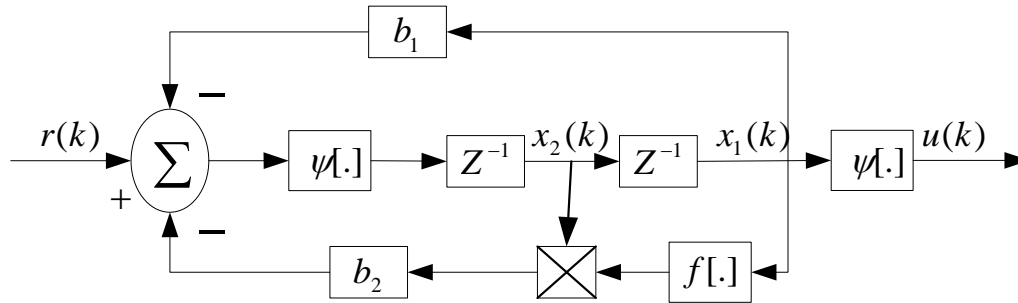 b₁
−
r(k)
+
∑
ψ[.]
Z⁻¹
x₂(k)
Z⁻¹
x₁(k)
ψ[.]
u(k)
−
b₂
f[.]